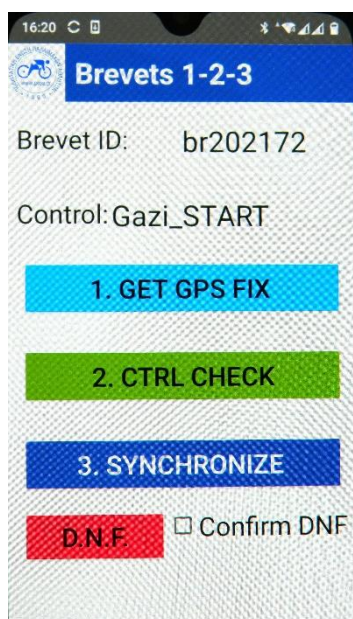 16:20
Brevets 1-2-3
Brevet ID: br202172
Control: Gazi_START
1. GET GPS FIX
2. CTRL CHECK
3. SYNCHRONIZE
D.N.F. Confirm DNF